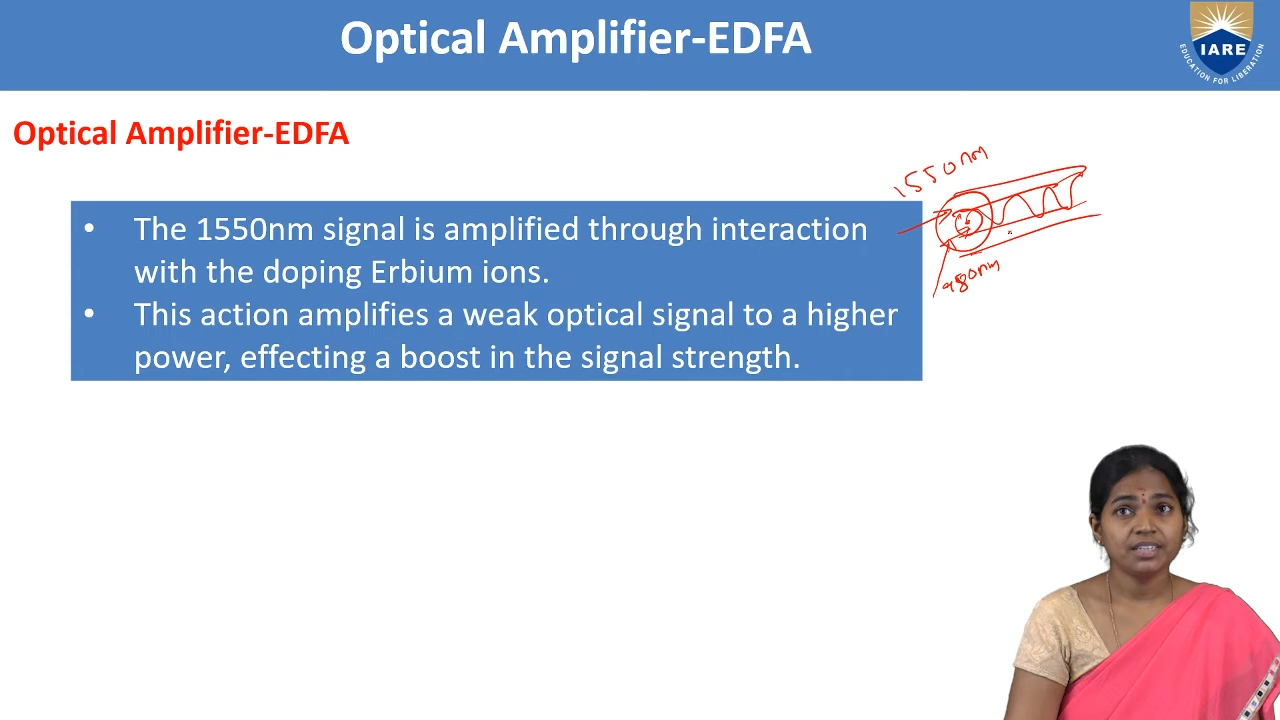 Optical Amplifier-EDFA
IARE
EDUCATION FOR LIBERATION
Optical Amplifier-EDFA
1550nm
• The 1550nm signal is amplified through interaction
with the doping Erbium ions.
980nm
• This action amplifies a weak optical signal to a higher
power, effecting a boost in the signal strength.